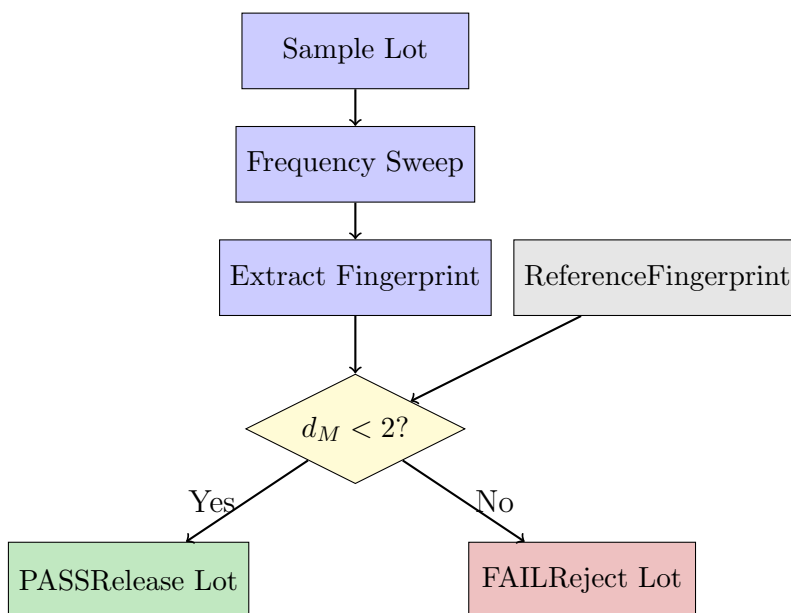 Sample Lot
Frequency Sweep
Extract Fingerprint
ReferenceFingerprint
d_M < 2?
Yes
No
PASSRelease Lot
FAILReject Lot